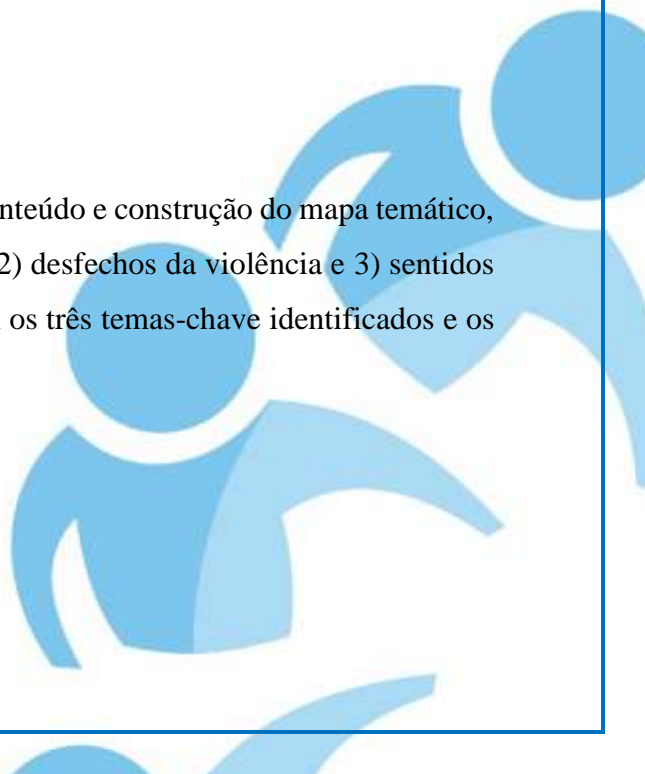 nteúdo e construção do mapa temático,
2) desfechos da violência e 3) sentidos
os três temas-chave identificados e os